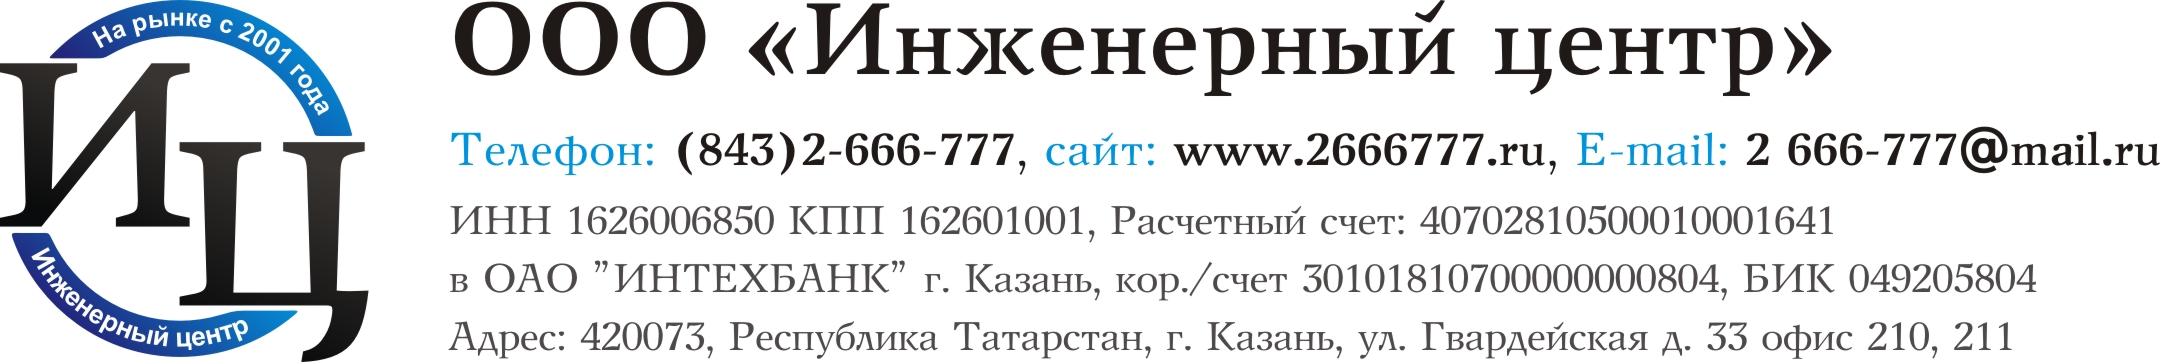 На рынке с 2001 года
ИЦ
Инженерный центр
ООО «Инженерный центр»
Телефон: (843)2-666-777, сайт: www.2666777.ru, E-mail: 2 666-777@mail.ru
ИНН 1626006850 КПП 162601001, Расчетный счет: 40702810500010001641
в ОАО "ИНТЕХБАНК" г. Казань, кор./счет 30101810700000000804, БИК 049205804
Адрес: 420073, Республика Татарстан, г. Казань, ул. Гвардейская д. 33 офис 210, 211